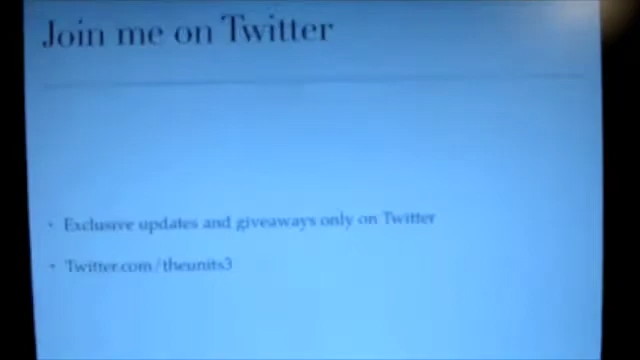 Join me on Twitter
• Exclusive updates and giveaways only on Twitter
• Twitter.com/theunits3